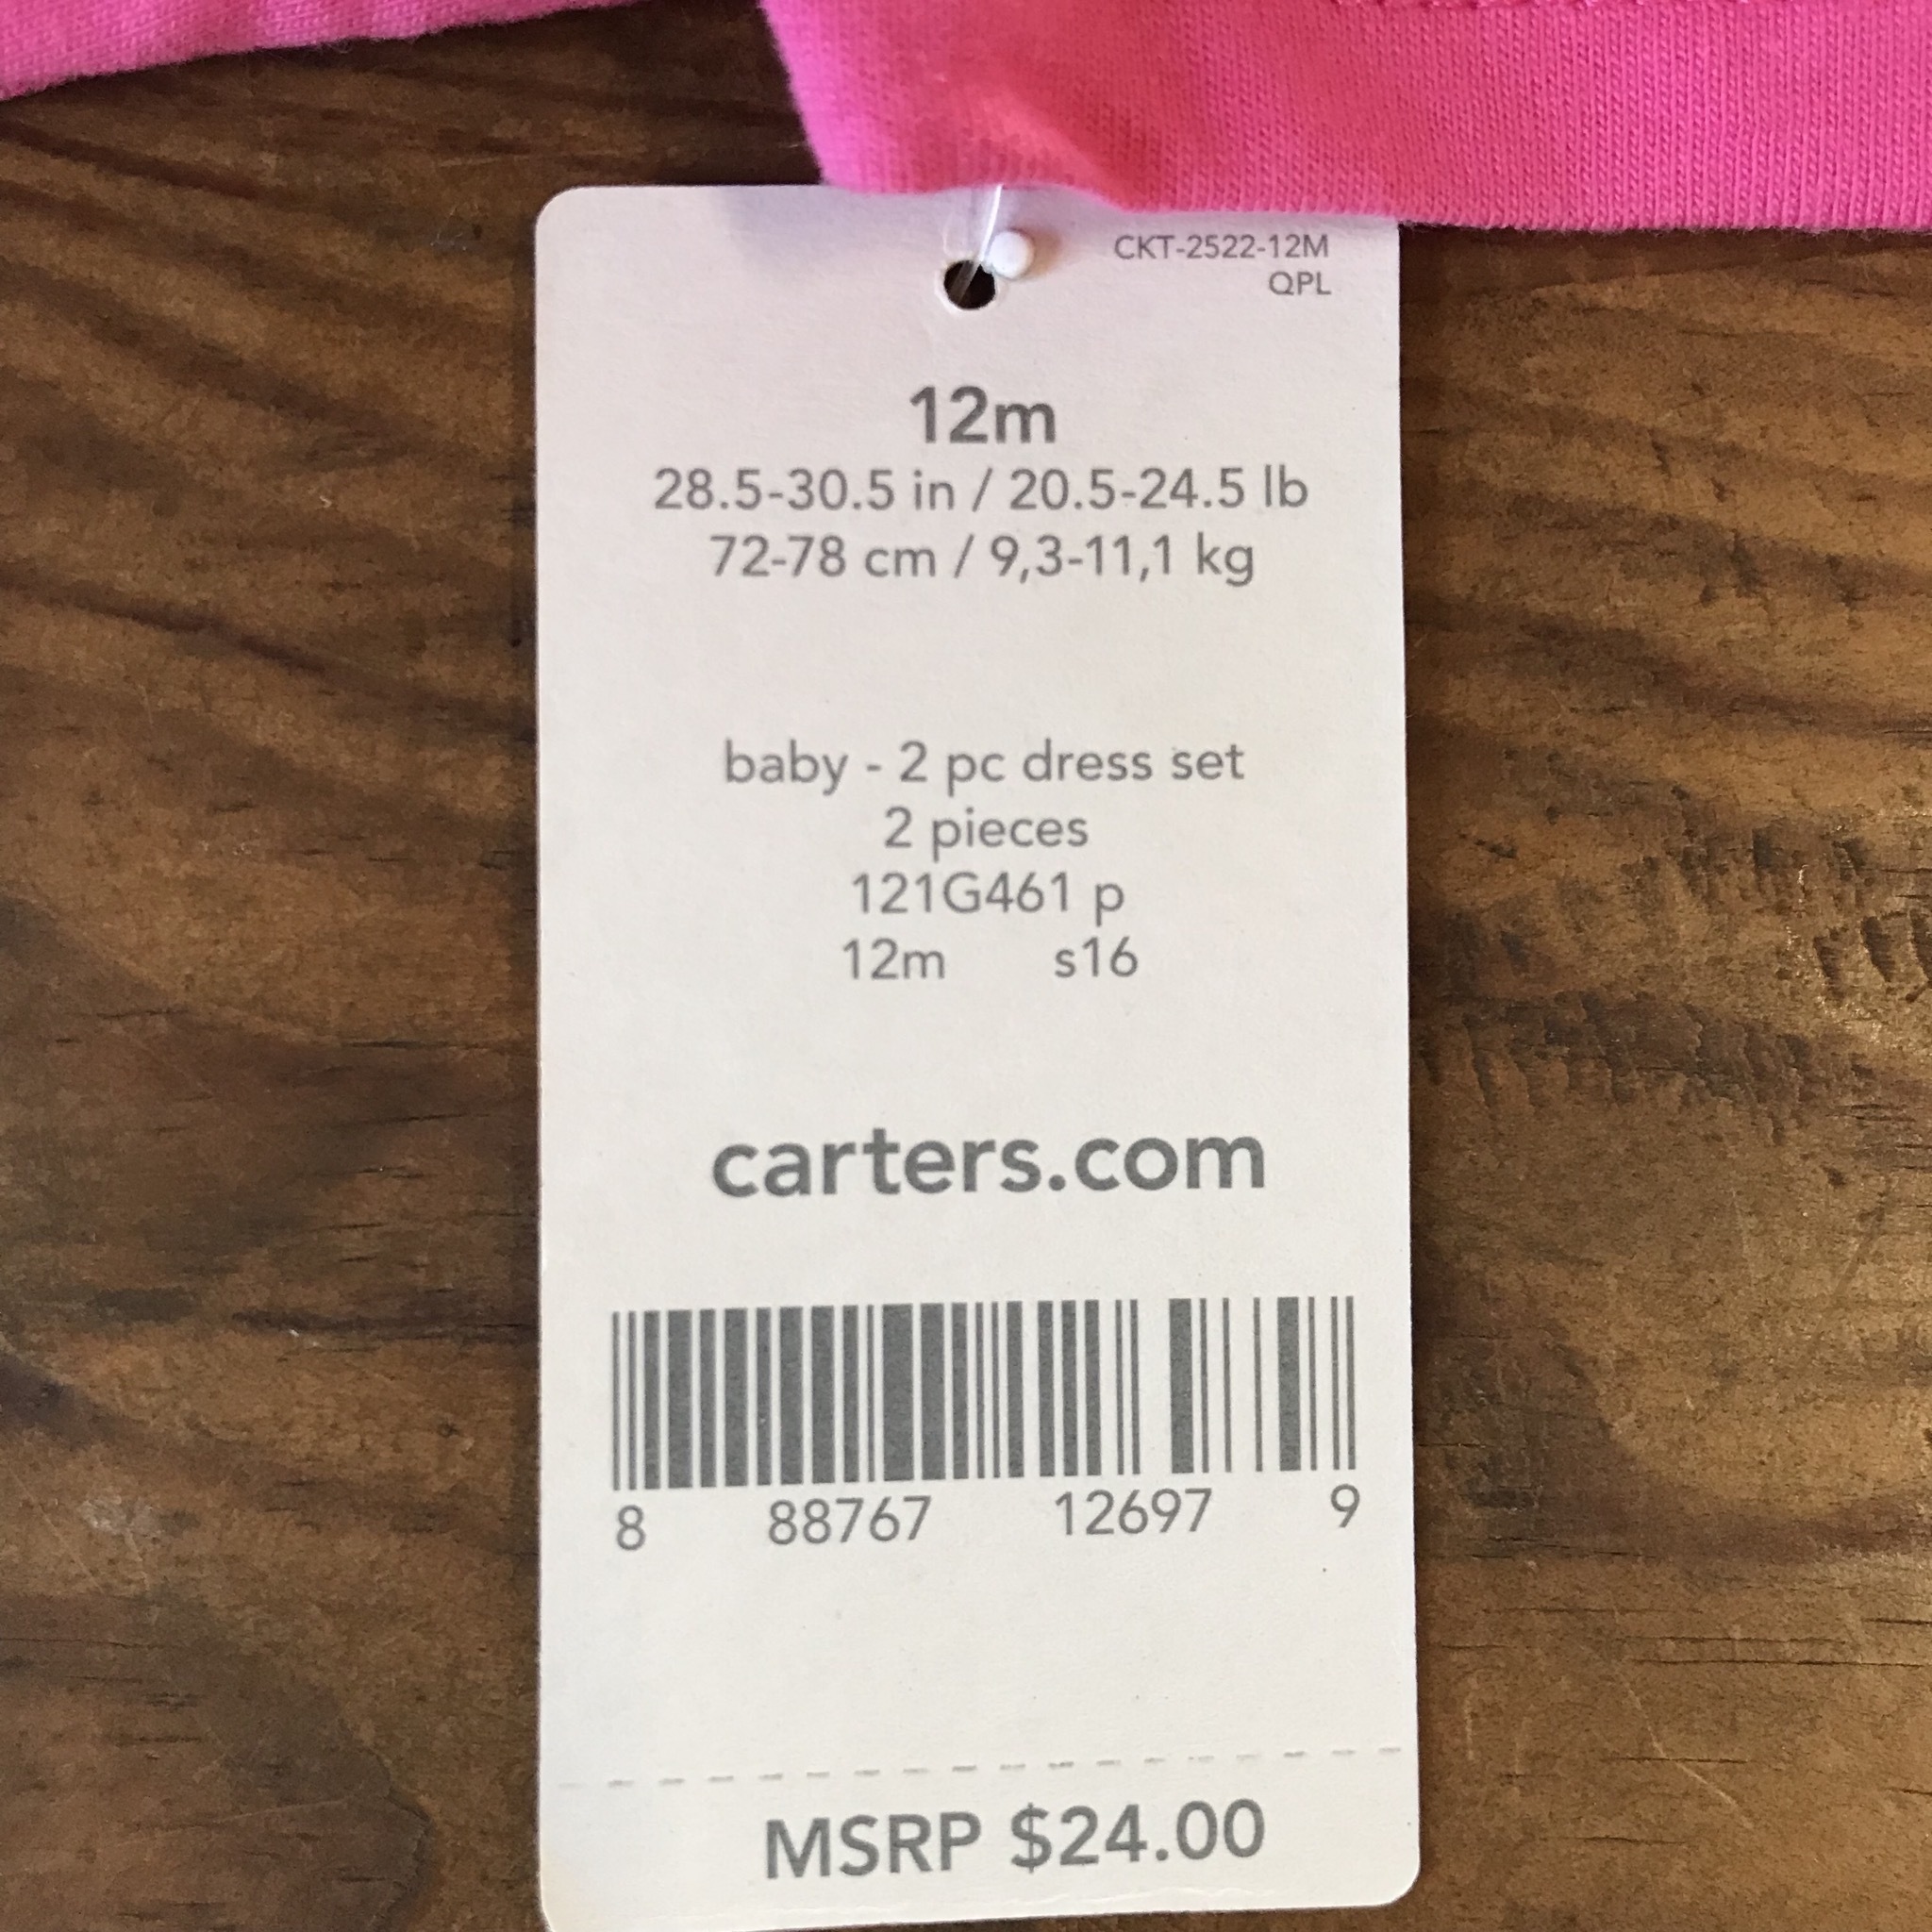 CKT-2522-12M
QPL
12m
28.5-30.5 in / 20.5-24.5 lb
72-78 cm / 9,3-11,1 kg
baby - 2 pc dress set
2 pieces
121G461 p
12m s16
carters.com
8 88767 12697 9
MSRP $24.00